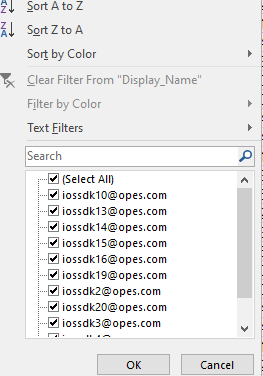 Sort A to Z
Sort Z to A
Sort by Color
Clear Filter From "Display_Name"
Filter by Color
Text Filters
Search
(Select All)
iossdk10@opes.com
iossdk13@opes.com
iossdk14@opes.com
iossdk15@opes.com
iossdk16@opes.com
iossdk19@opes.com
iossdk2@opes.com
iossdk20@opes.com
iossdk3@opes.com
OK
Cancel